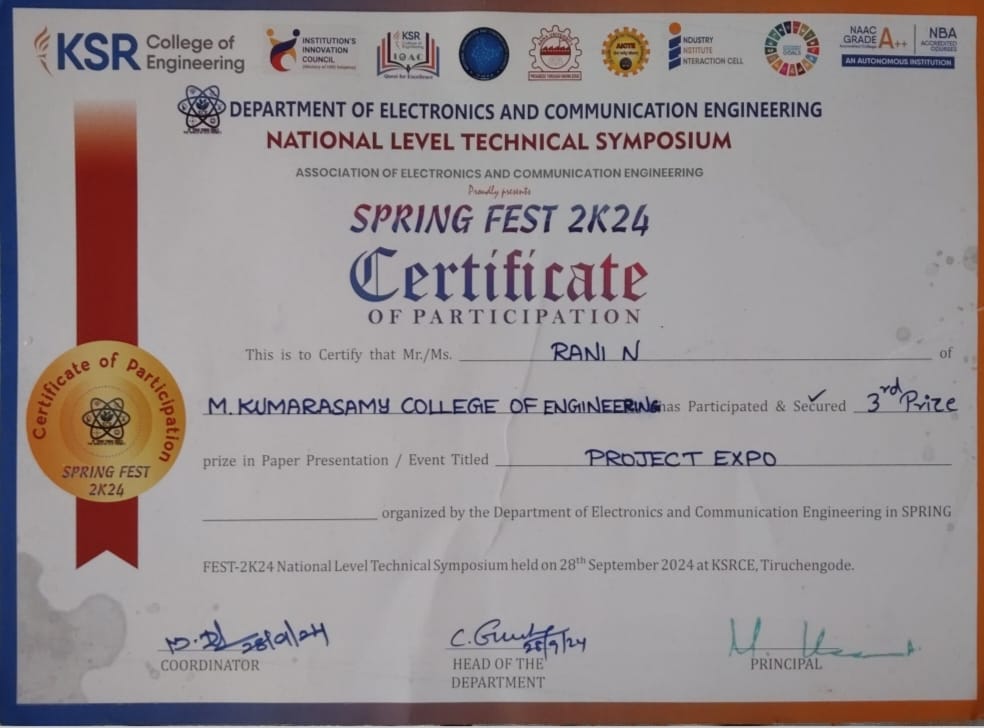 KSR College of Engineering
INSTITUTION'S INNOVATION COUNCIL
KSR College of Engineering
IQAC
Quest for Excellence
PROGRESS THROUGH KNOWLEDGE
AICTE
INDUSTRY INSTITUTE INTERACTION CELL
NAAC GRADE A++
NBA ACCREDITED COURSES
AN AUTONOMOUS INSTITUTION
DEPARTMENT OF ELECTRONICS AND COMMUNICATION ENGINEERING
NATIONAL LEVEL TECHNICAL SYMPOSIUM
ASSOCIATION OF ELECTRONICS AND COMMUNICATION ENGINEERING
Proudly presents
SPRING FEST 2K24
Certificate
OF PARTICIPATION
This is to Certify that Mr./Ms. RANI N of
M. KUMARASAMY COLLEGE OF ENGINEERING has Participated & Secured 3rd Prize
prize in Paper Presentation / Event Titled PROJECT EXPO
organized by the Department of Electronics and Communication Engineering in SPRING
FEST-2K24 National Level Technical Symposium held on 28th September 2024 at KSRCE, Tiruchengode.
Certificate of Participation
SPRING FEST
2K24
28/9/24
COORDINATOR
28/9/24
HEAD OF THE
DEPARTMENT
PRINCIPAL